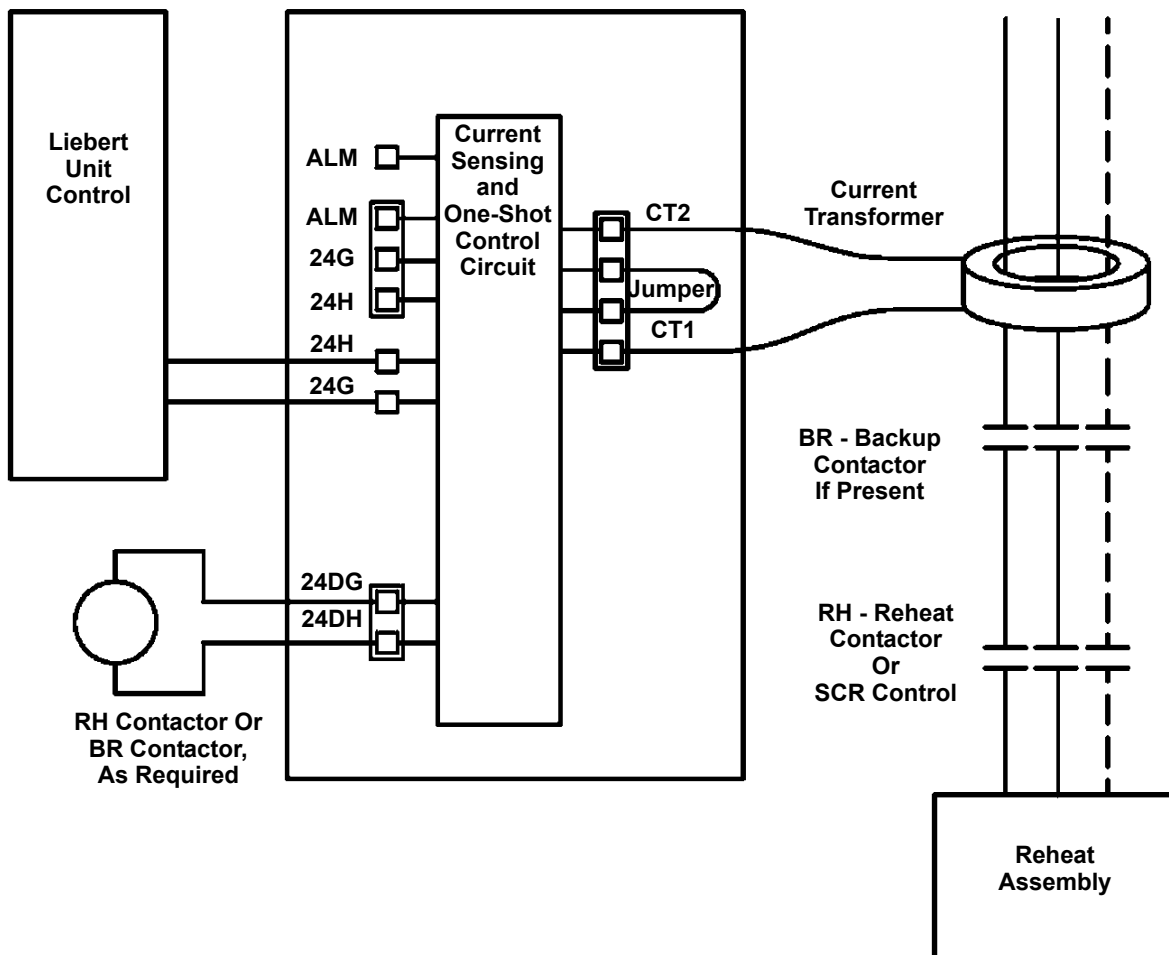 Liebert
Unit
Control
ALM
ALM
24G
24H
24H
24G
24DG
24DH
RH Contactor Or
BR Contactor,
As Required
Current
Sensing
and
One-Shot
Control
Circuit
CT2
Jumper
CT1
Current
Transformer
BR - Backup
Contactor
If Present
RH - Reheat
Contactor
Or
SCR Control
Reheat
Assembly